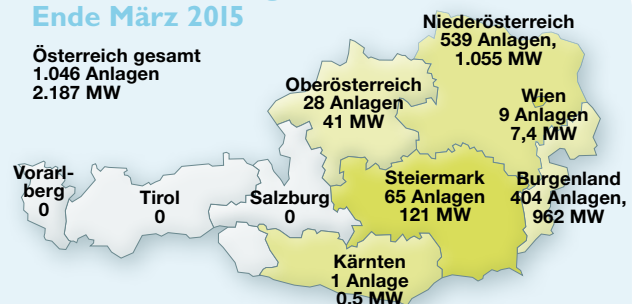 Ende März 2015
Österreich gesamt
1.046 Anlagen
2.187 MW
Niederösterreich
539 Anlagen,
1.055 MW
Oberösterreich
28 Anlagen
41 MW
Wien
9 Anlagen
7,4 MW
Vorarl-
berg
0
Tirol
0
Salzburg
0
Steiermark
65 Anlagen
121 MW
Burgenland
404 Anlagen,
962 MW
Kärnten
1 Anlage
0,5 MW